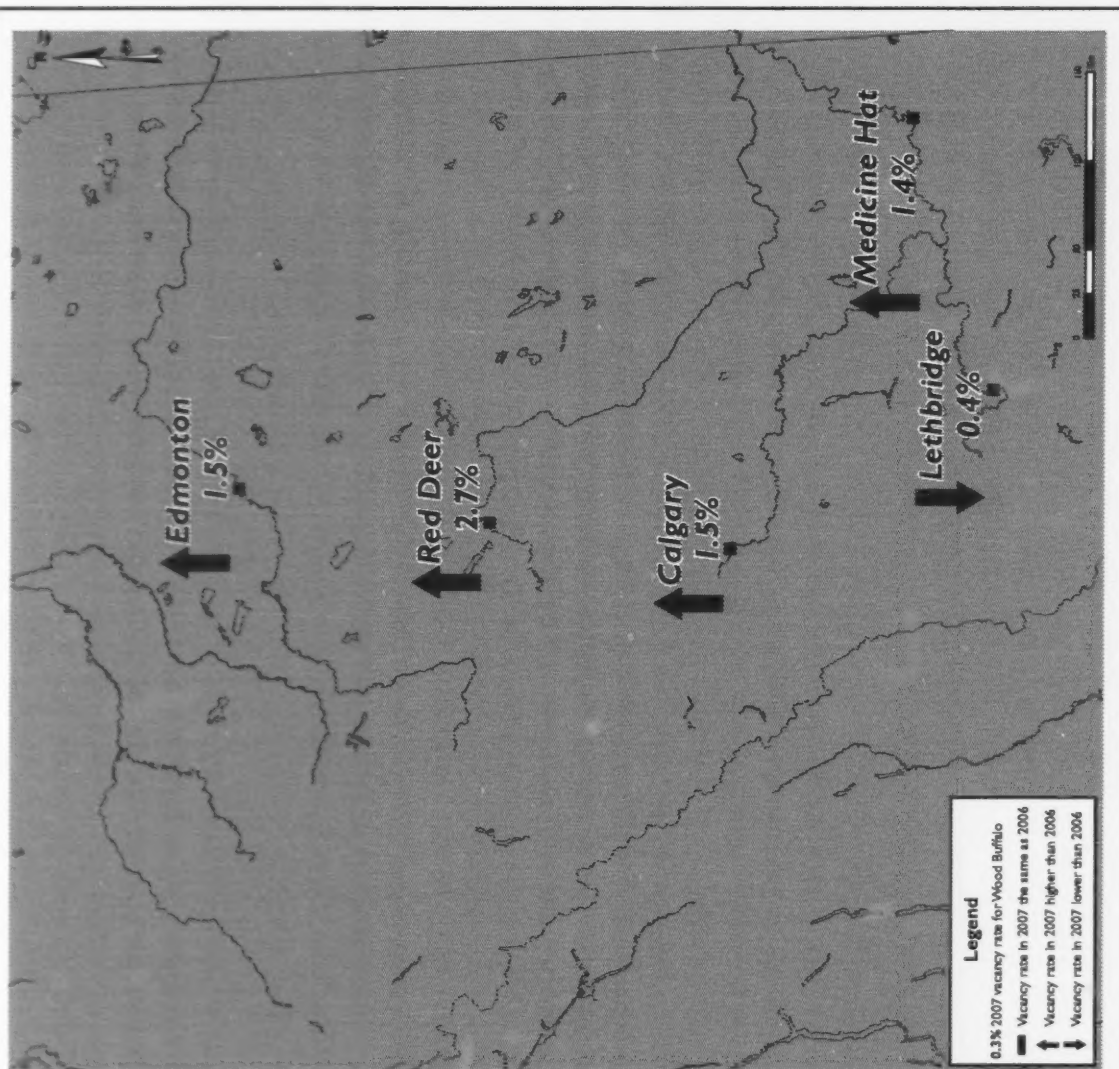 Edmonton
1.5%
Red Deer
2.7%
Calgary
1.5%
Medicine Hat
1.4%
Lethbridge
0.4%
Legend
0.3% 2007 vacancy rate for Wood Buffalo
Vacancy rate in 2007 the same as 2006
Vacancy rate in 2007 higher than 2006
Vacancy rate in 2007 lower than 2006